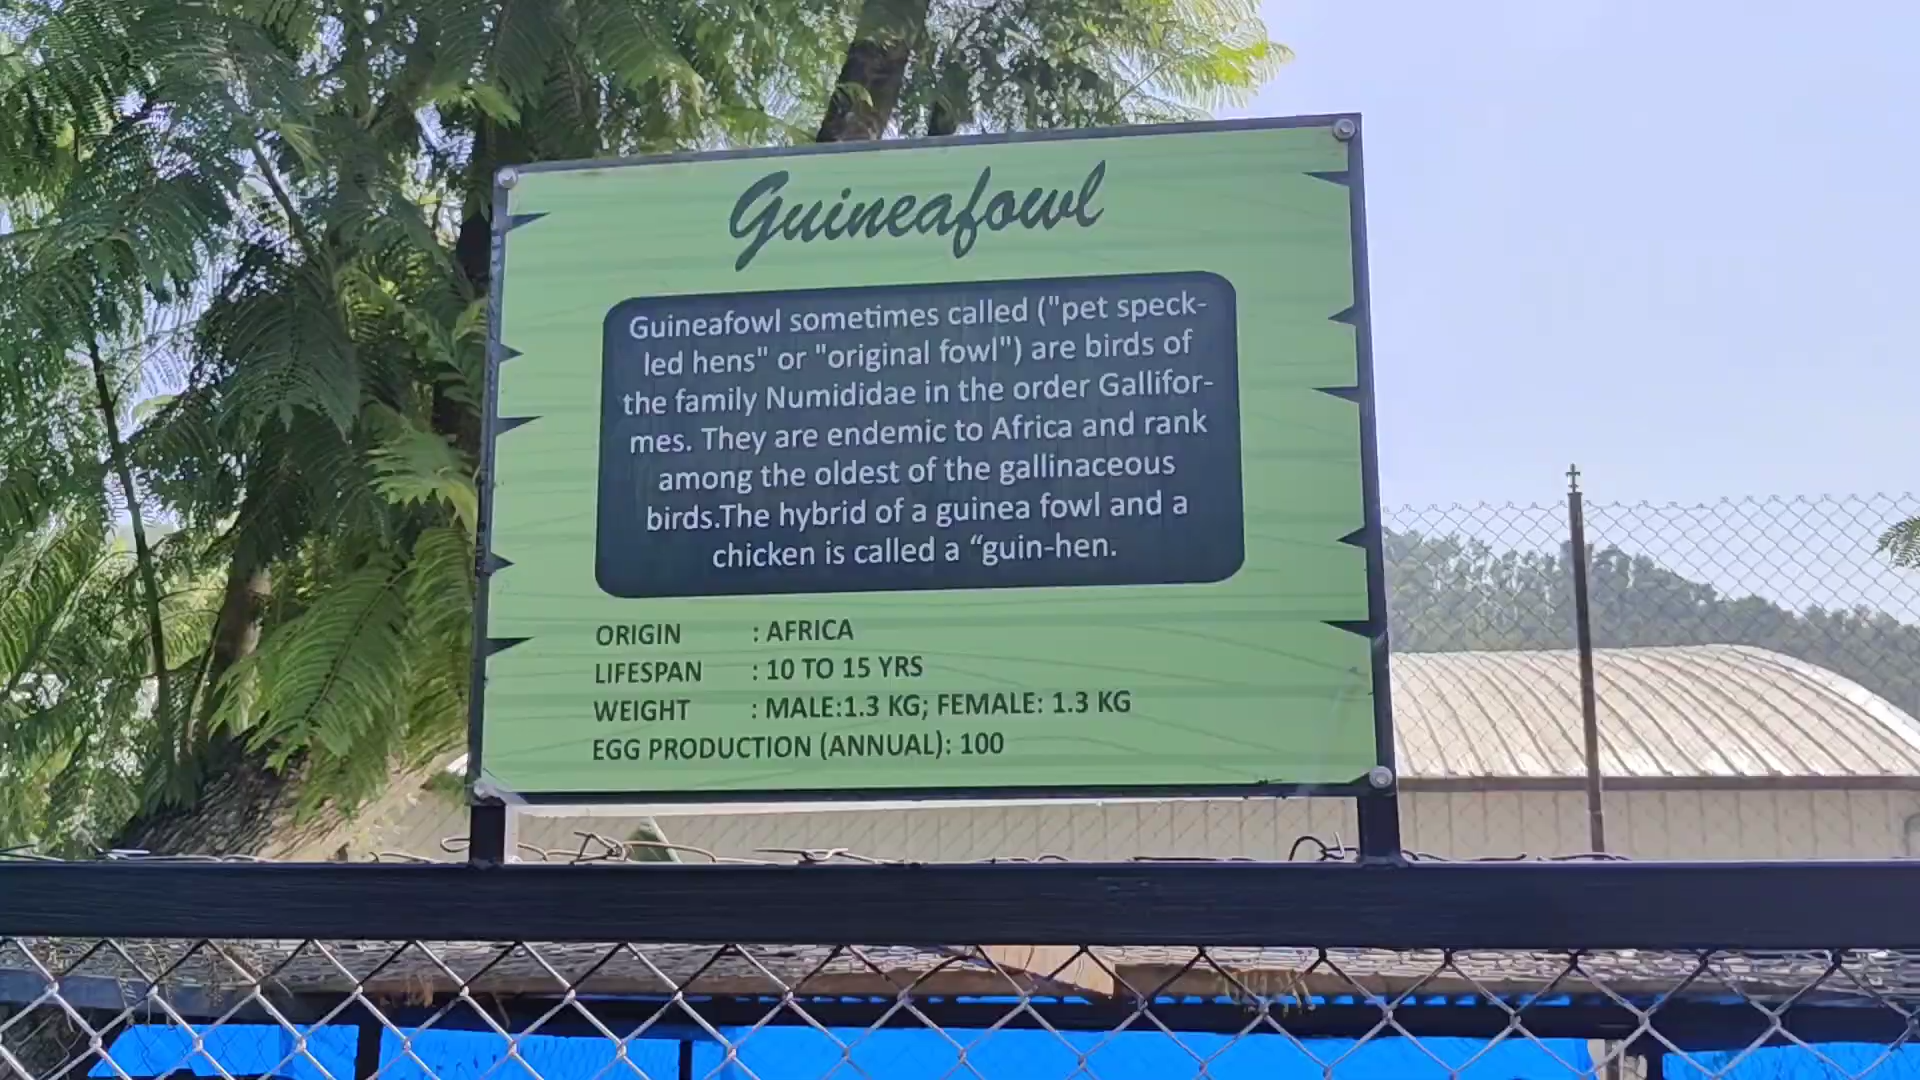 Guineafowl
Guineafowl sometimes called ("pet speck-
led hens" or "original fowl") are birds of
the family Numididae in the order Gallifor-
mes. They are endemic to Africa and rank
among the oldest of the gallinaceous
birds.The hybrid of a guinea fowl and a
chicken is called a “guin-hen.
ORIGIN : AFRICA
LIFESPAN : 10 TO 15 YRS
WEIGHT : MALE:1.3 KG; FEMALE: 1.3 KG
EGG PRODUCTION (ANNUAL): 100